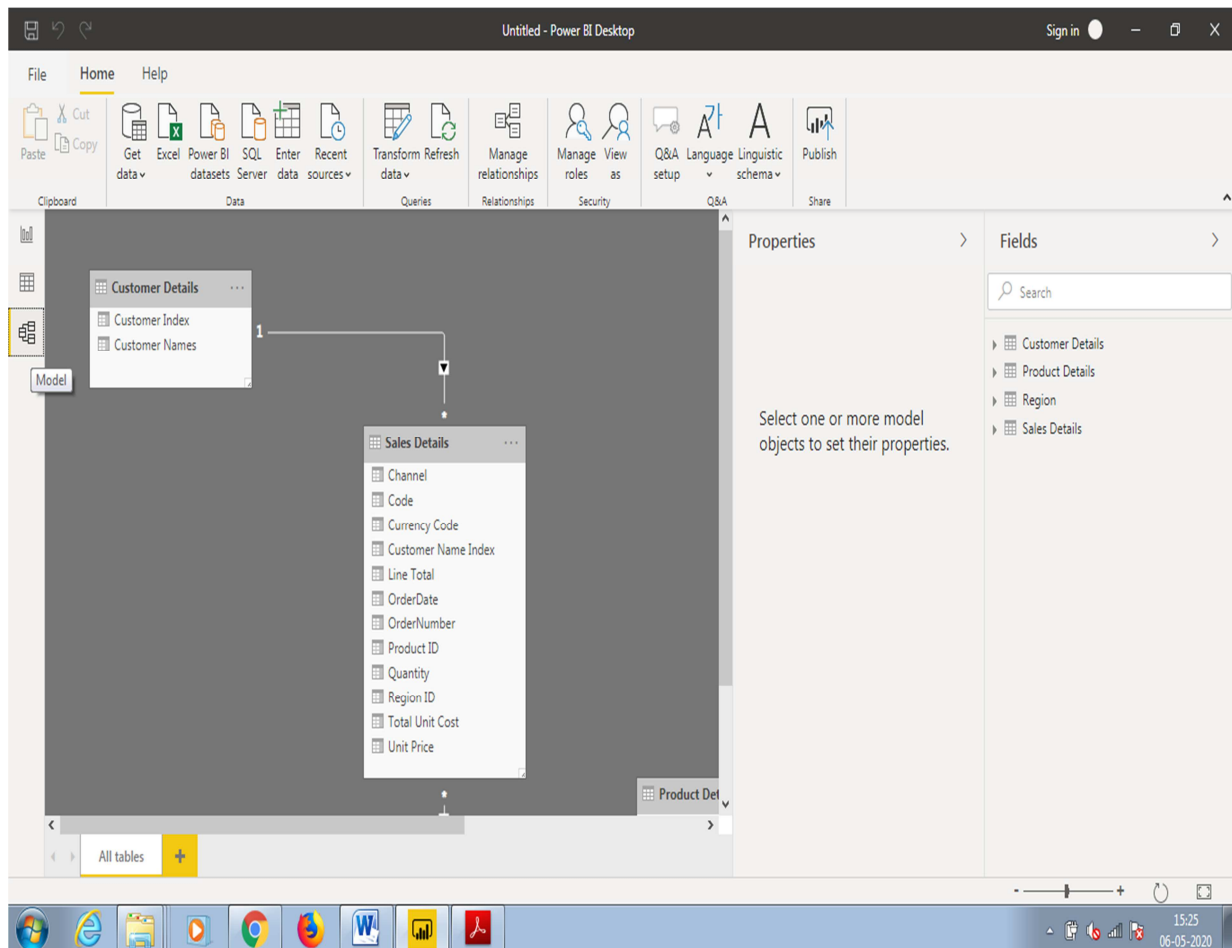 Untitled - Power BI Desktop
Sign in
File Home Help
Paste
Cut
Copy
Get data
Excel
Power BI datasets
SQL Server
Enter data
Recent sources
Transform data
Refresh
Manage relationships
Manage roles
View as
Q&A setup
Language
Linguistic schema
Publish
Clipboard Data Queries Relationships Security Q&A Share
Model
Customer Details
Customer Index
Customer Names
1
*
Sales Details
Channel
Code
Currency Code
Customer Name Index
Line Total
OrderDate
OrderNumber
Product ID
Quantity
Region ID
Total Unit Cost
Unit Price
*
Product Det
All tables
Properties
Select one or more model
objects to set their properties.
Fields
Search
Customer Details
Product Details
Region
Sales Details
15:25
06-05-2020